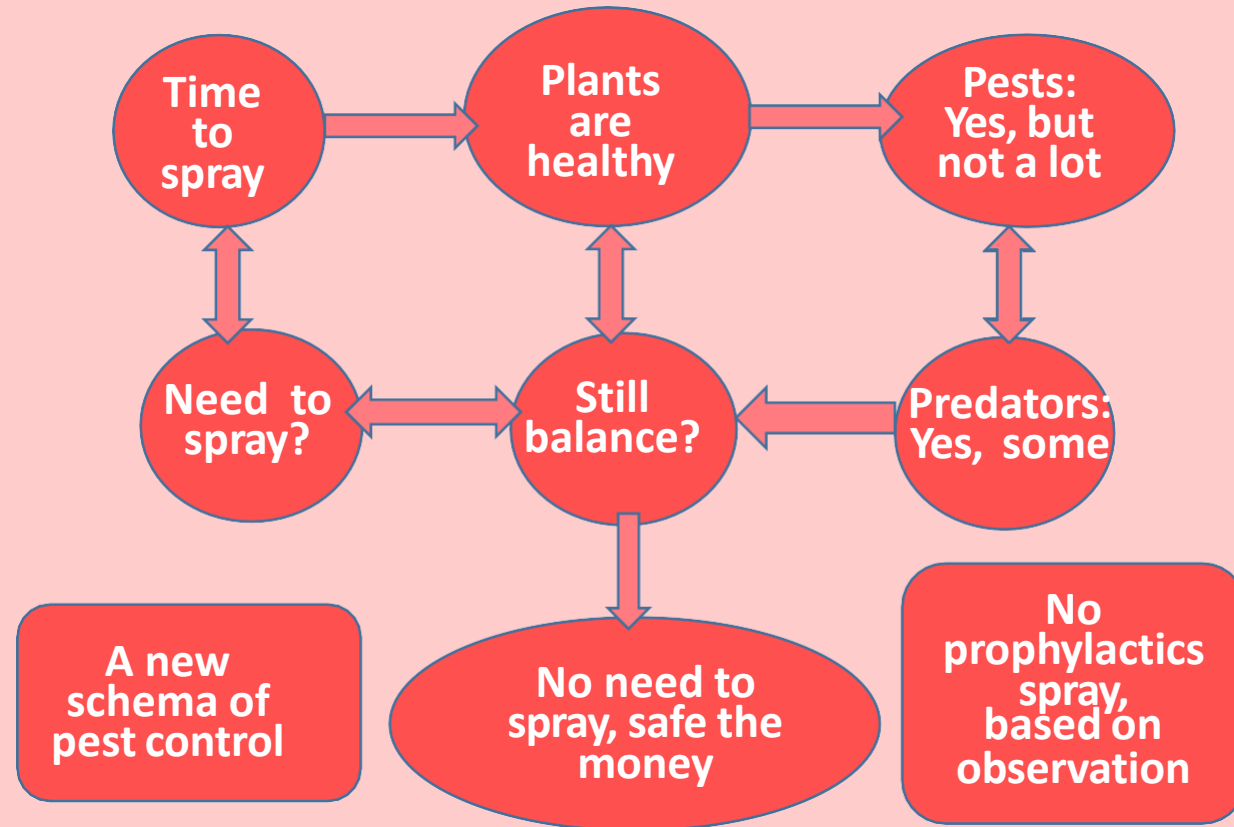 Time
to
spray
Plants
are
healthy
Pests:
Yes, but
not a lot
Need to
spray?
Still
balance?
Predators:
Yes, some
A new
schema of
pest control
No need to
spray, safe the
money
No
prophylactics
spray,
based on
observation